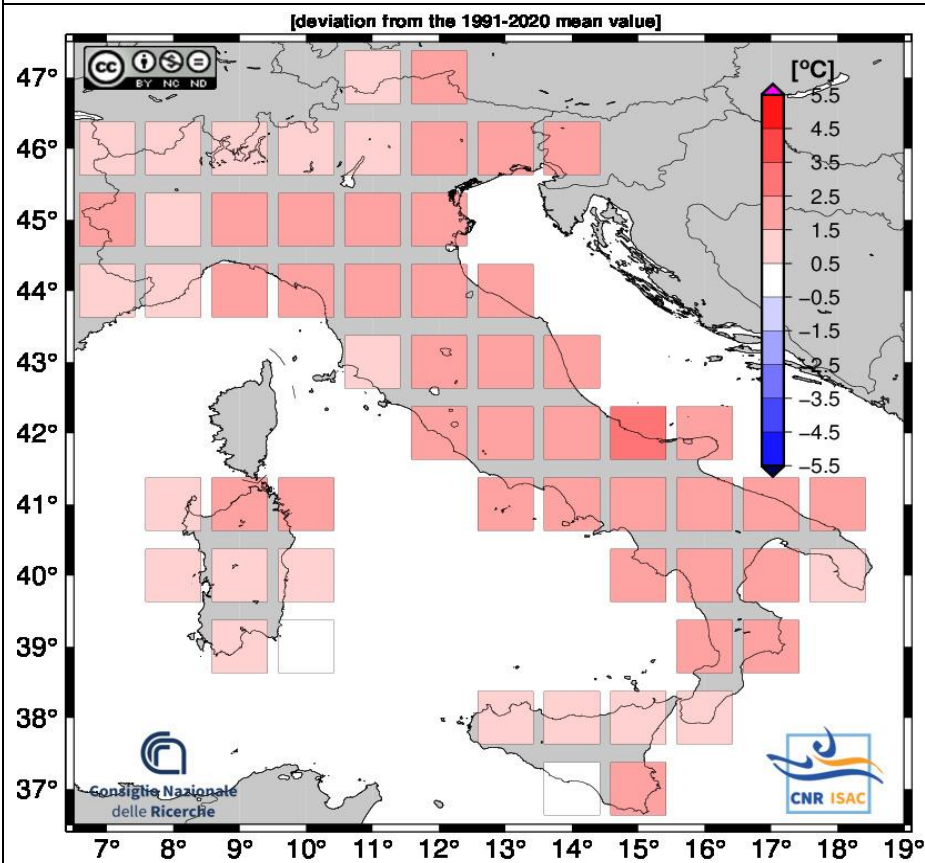 [deviation from the 1991-2020 mean value]
cc
BY NC ND
[°C]
5.5
4.5
3.5
2.5
1.5
0.5
−0.5
−1.5
−2.5
−3.5
−4.5
−5.5
47°
46°
45°
44°
43°
42°
41°
40°
39°
38°
37°
Consiglio Nazionale
delle Ricerche
CNR ISAC
7° 8° 9° 10° 11° 12° 13° 14° 15° 16° 17° 18° 19°